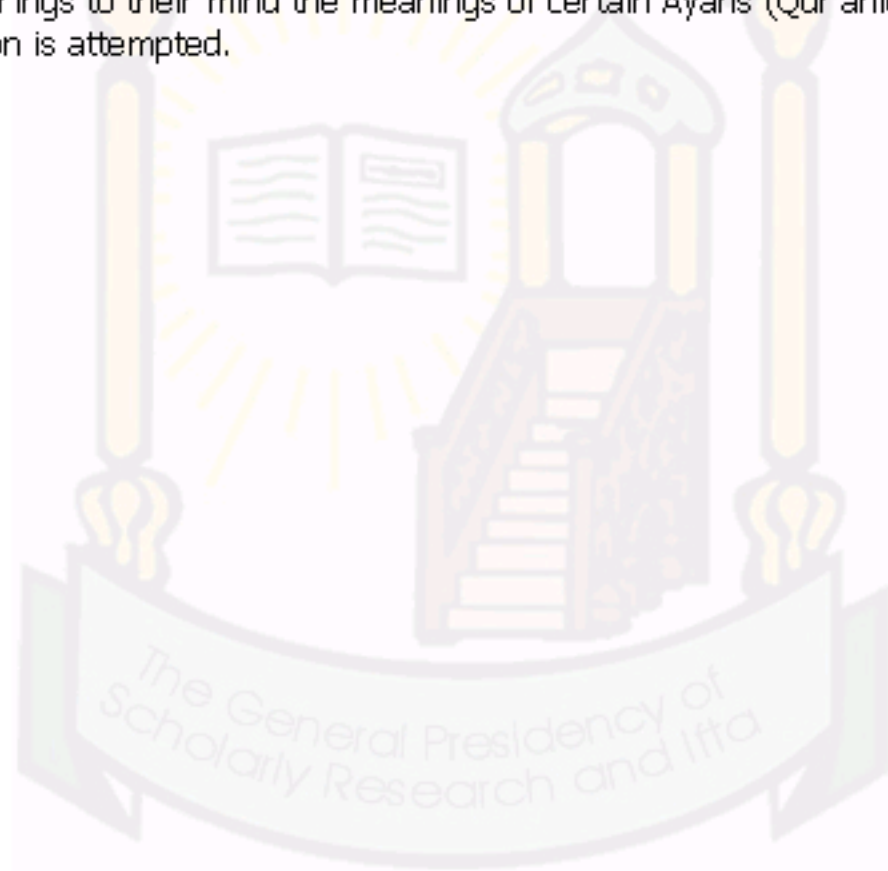 rings to their mind the meanings of certain Ayahs (Qur'anic
on is attempted.
The General Presidency of
Scholarly Research and Ifta